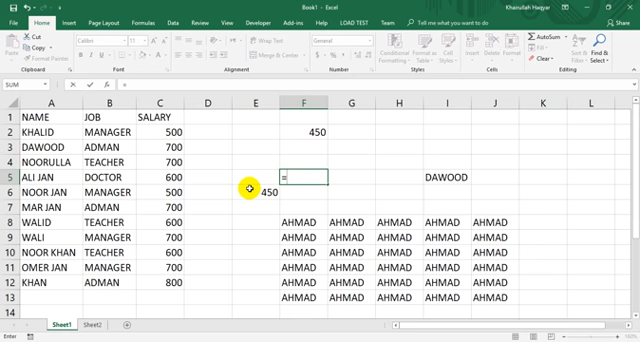 Book1 - Excel
Khairullah Haqyar
File Home Insert Page Layout Formulas Data Review View Developer Add-ins Help LOAD TEST Team Tell me what you want to do Share
Cut
Copy
Format Painter
Clipboard
Calibri 11
B I U
Font
Wrap Text
Merge & Center
Alignment
General
Number
Conditional Formatting Format as Table Cell Styles
Styles
Insert Delete Format
Cells
AutoSum
Fill
Clear
Sort & Filter Find & Select
Editing
SUM =
A B C D E F G H I J K L
1 NAME JOB SALARY
2 KHALID MANAGER 500 450
3 DAWOOD ADMAN 700
4 NOORULLA TEACHER 700
5 ALI JAN DOCTOR 600 = DAWOOD
6 NOOR JAN MANAGER 500 450
7 MAR JAN ADMAN 700
8 WALID TEACHER 600 AHMAD AHMAD AHMAD AHMAD AHMAD
9 WALI MANAGER 700 AHMAD AHMAD AHMAD AHMAD AHMAD
10 NOOR KHAN TEACHER 600 AHMAD AHMAD AHMAD AHMAD AHMAD
11 OMER JAN MANAGER 700 AHMAD AHMAD AHMAD AHMAD AHMAD
12 KHAN ADMAN 800 AHMAD AHMAD AHMAD AHMAD AHMAD
13 AHMAD AHMAD AHMAD AHMAD AHMAD
14
Sheet1 Sheet2
Enter